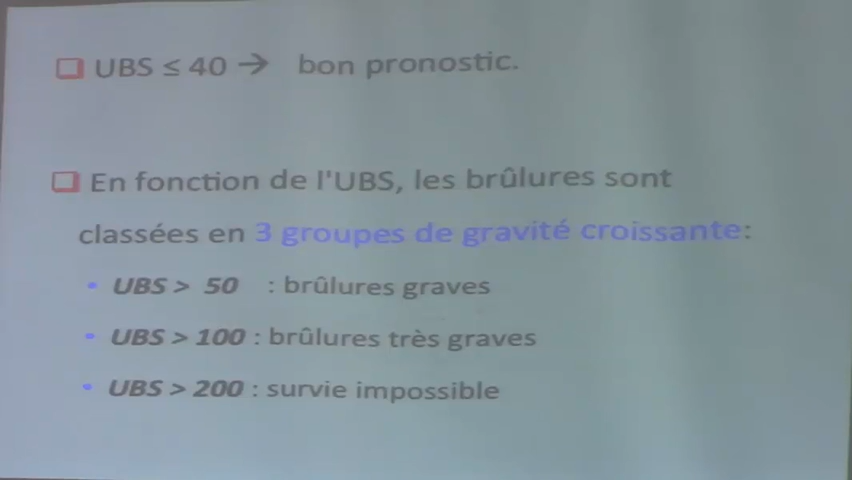 UBS ≤ 40 → bon pronostic.
En fonction de l'UBS, les brûlures sont
classées en 3 groupes de gravité croissante:
• UBS > 50 : brûlures graves
• UBS > 100 : brûlures très graves
• UBS > 200 : survie impossible